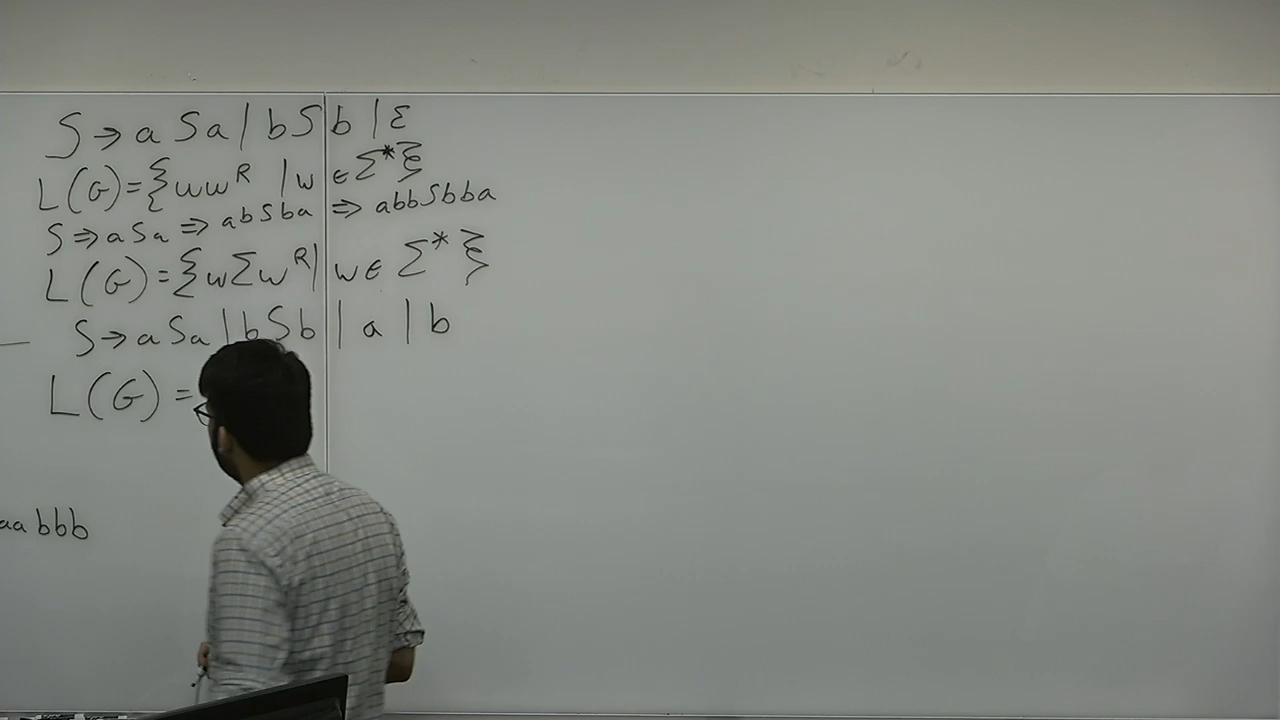 S → aSa | bSb | ε
L(G) = {ww^R | w ∈ Σ*}
S ⇒ aSa ⇒ abSba ⇒ abbSbba
L(G) = {wΣw^R | w ∈ Σ*}
S → aSa | bSb | a | b
L(G) =
aabbb